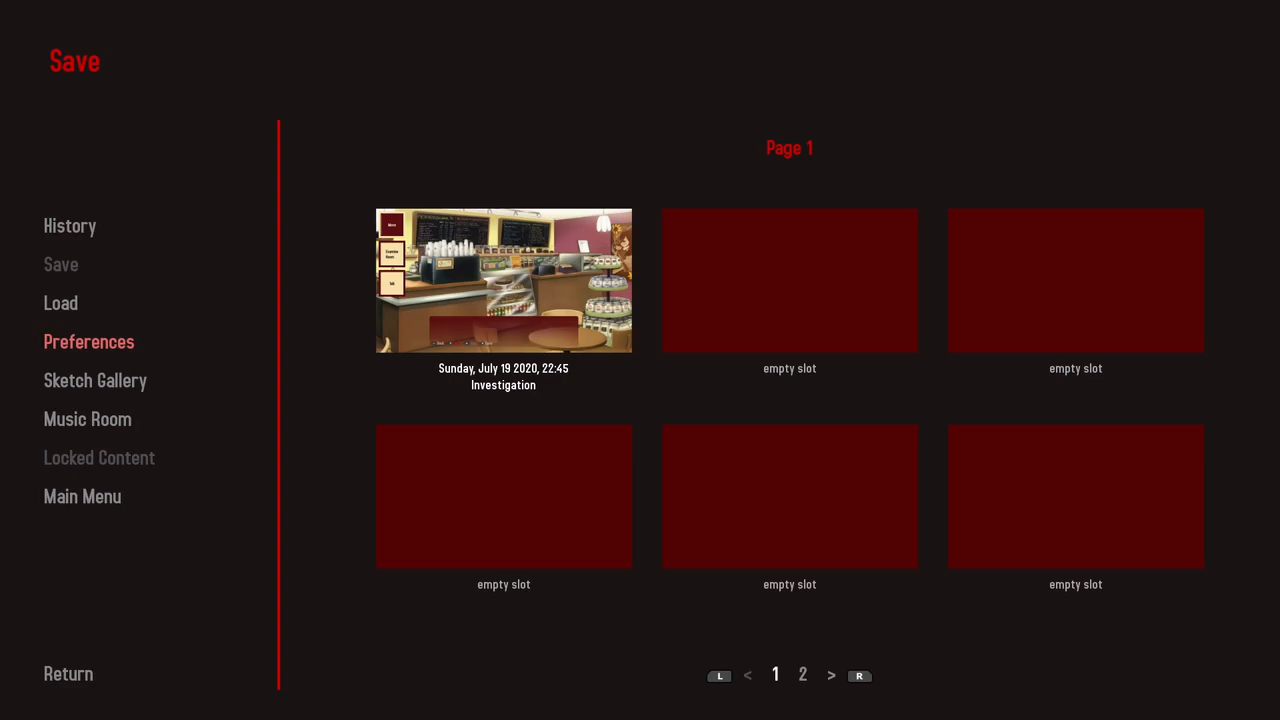 Save
Page 1
History
Save
Load
Preferences
Sketch Gallery
Music Room
Locked Content
Main Menu
Return
Sunday, July 19 2020, 22:45
Investigation
empty slot
empty slot
empty slot
empty slot
empty slot
L < 1 2 > R